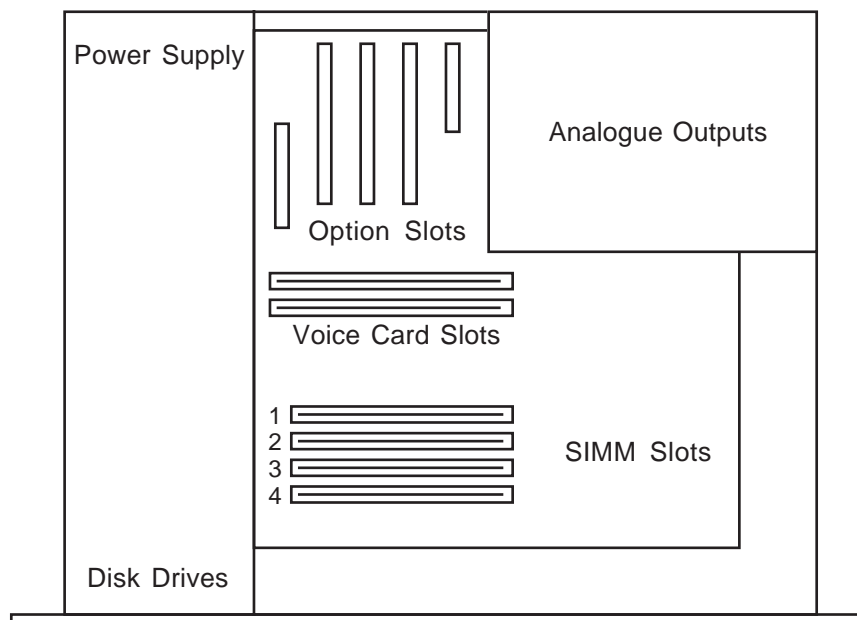 Power Supply
Analogue Outputs
Option Slots
Voice Card Slots
1
2
3
4
SIMM Slots
Disk Drives